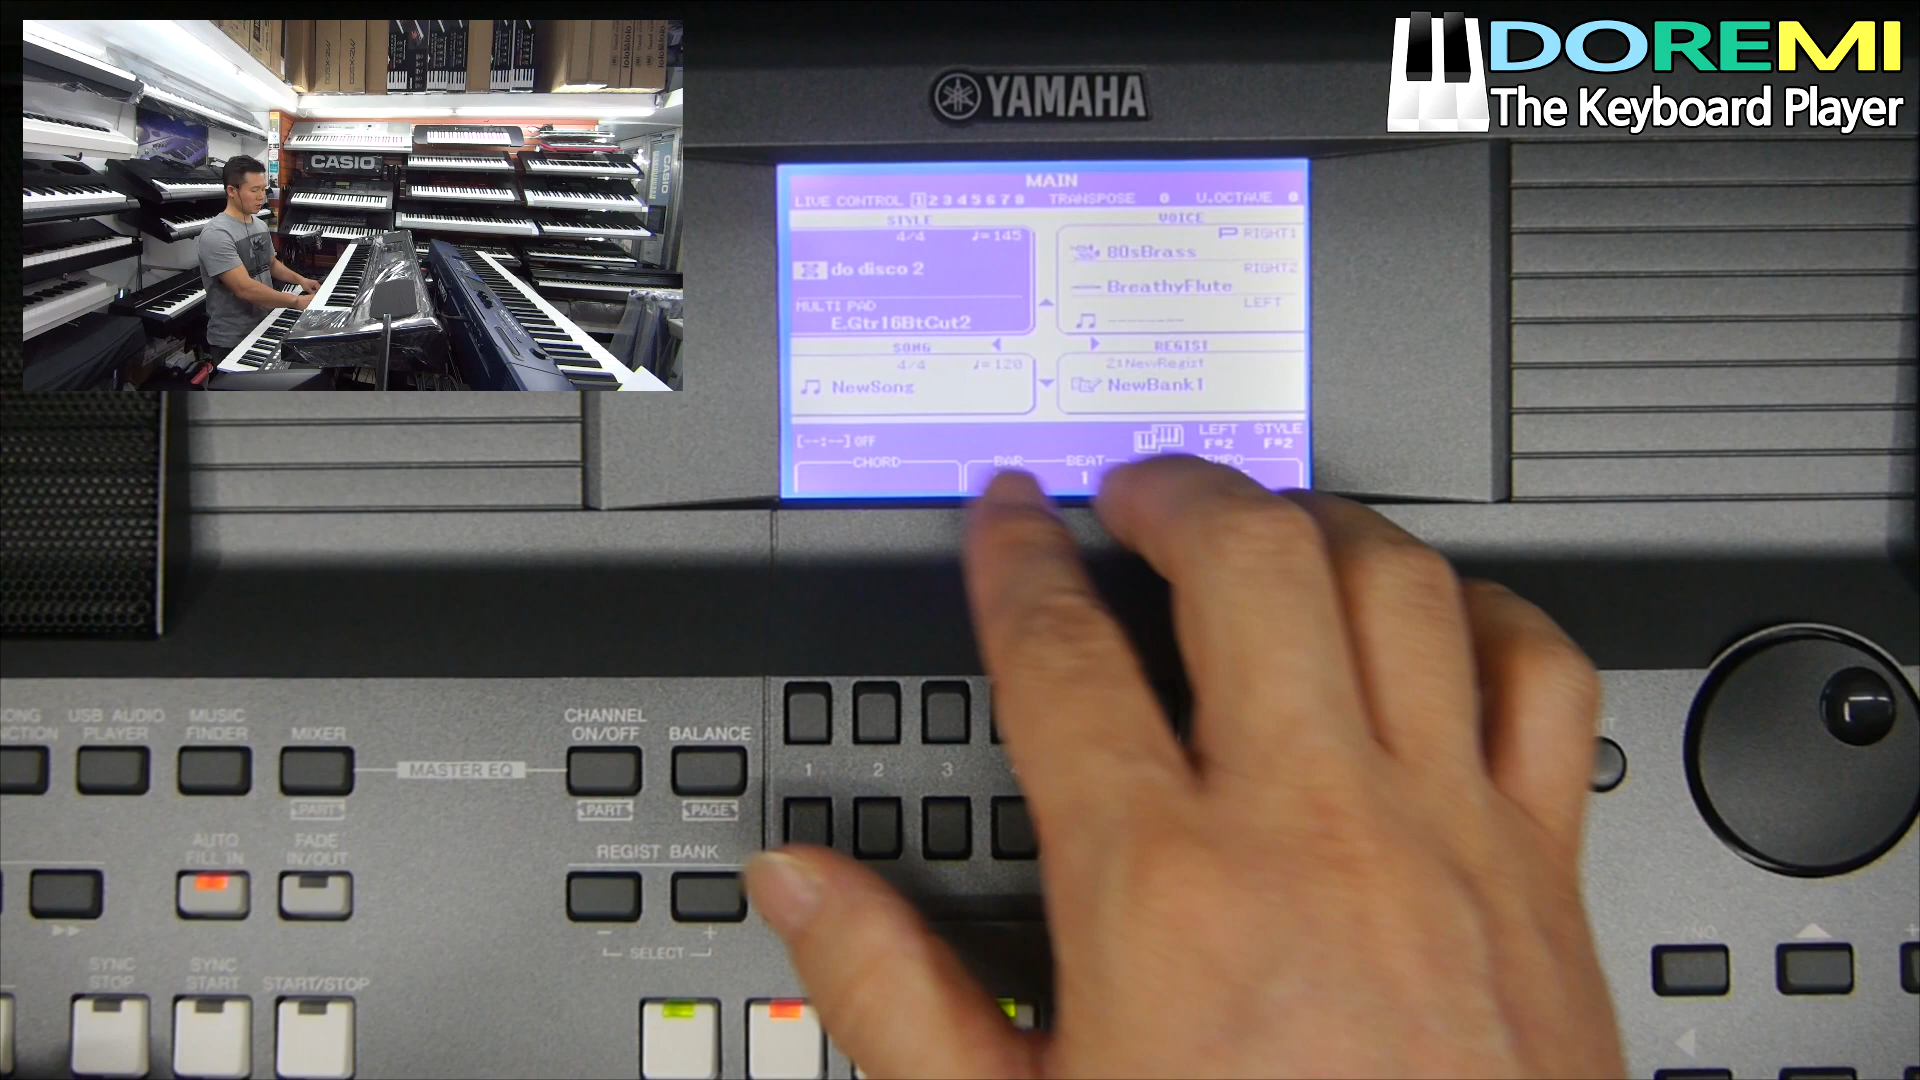 DOREMI
The Keyboard Player
YAMAHA
CASIO
CASIO
MAIN
LIVE CONTROL 1 2 3 4 5 6 7 8 TRANSPOSE 0 U.OCTAVE 0
STYLE
4/4 ♩=145
do disco 2
MULTI PAD
E.Gtr16BtCut2
VOICE
RIGHT1
80sBrass
RIGHT2
BreathyFlute
LEFT
SONG
4/4 ♩=120
NewSong
REGIST
2:NewRegist
NewBank1
[--:--] OFF
LEFT STYLE
F#2 F#2
CHORD BAR BEAT
1
USB AUDIO
PLAYER
MUSIC
FINDER
MIXER
PART
MASTER EQ
CHANNEL
ON/OFF
PART
BALANCE
PAGE
1 2 3
AUTO
FILL IN
FADE
IN/OUT
REGIST BANK
- +
SELECT
SYNC
STOP
SYNC
START
START/STOP
-/NO